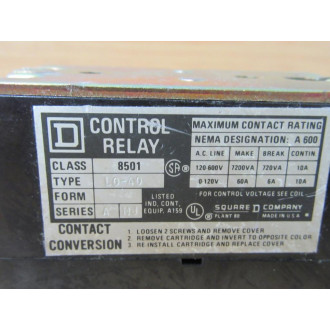 CONTROL RELAY
MAXIMUM CONTACT RATING
NEMA DESIGNATION: A 600
A.C. LINE MAKE BREAK CONTIN
120-600V 7200VA 720VA 10A
0-120V 60A 6A 10A
FOR CONTROL VOLTAGE SEE COIL
CLASS 8501
TYPE
FORM
SERIES A
SA
LISTED IND. CONT. EQUIP. A159
UL
SQUARE D COMPANY
MADE IN U.S.A.
CONTACT CONVERSION
1. LOOSEN 2 SCREWS AND REMOVE COVER
2. REMOVE CARTRIDGE AND INVERT TO OPPOSITE COLOR
3. RE INSTALL CARTRIDGE AND REPLACE COVER